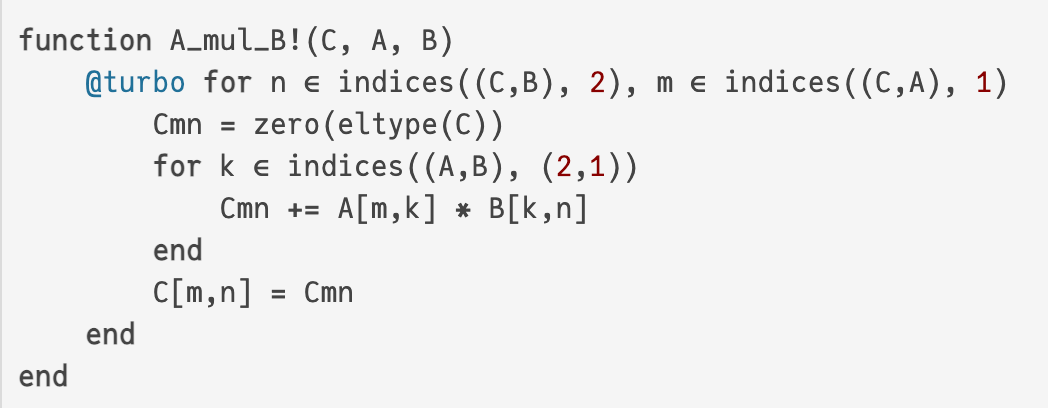 function A_mul_B!(C, A, B)
    @turbo for n ∈ indices((C,B), 2), m ∈ indices((C,A), 1)
        Cmn = zero(eltype(C))
        for k ∈ indices((A,B), (2,1))
            Cmn += A[m,k] * B[k,n]
        end
        C[m,n] = Cmn
    end
end